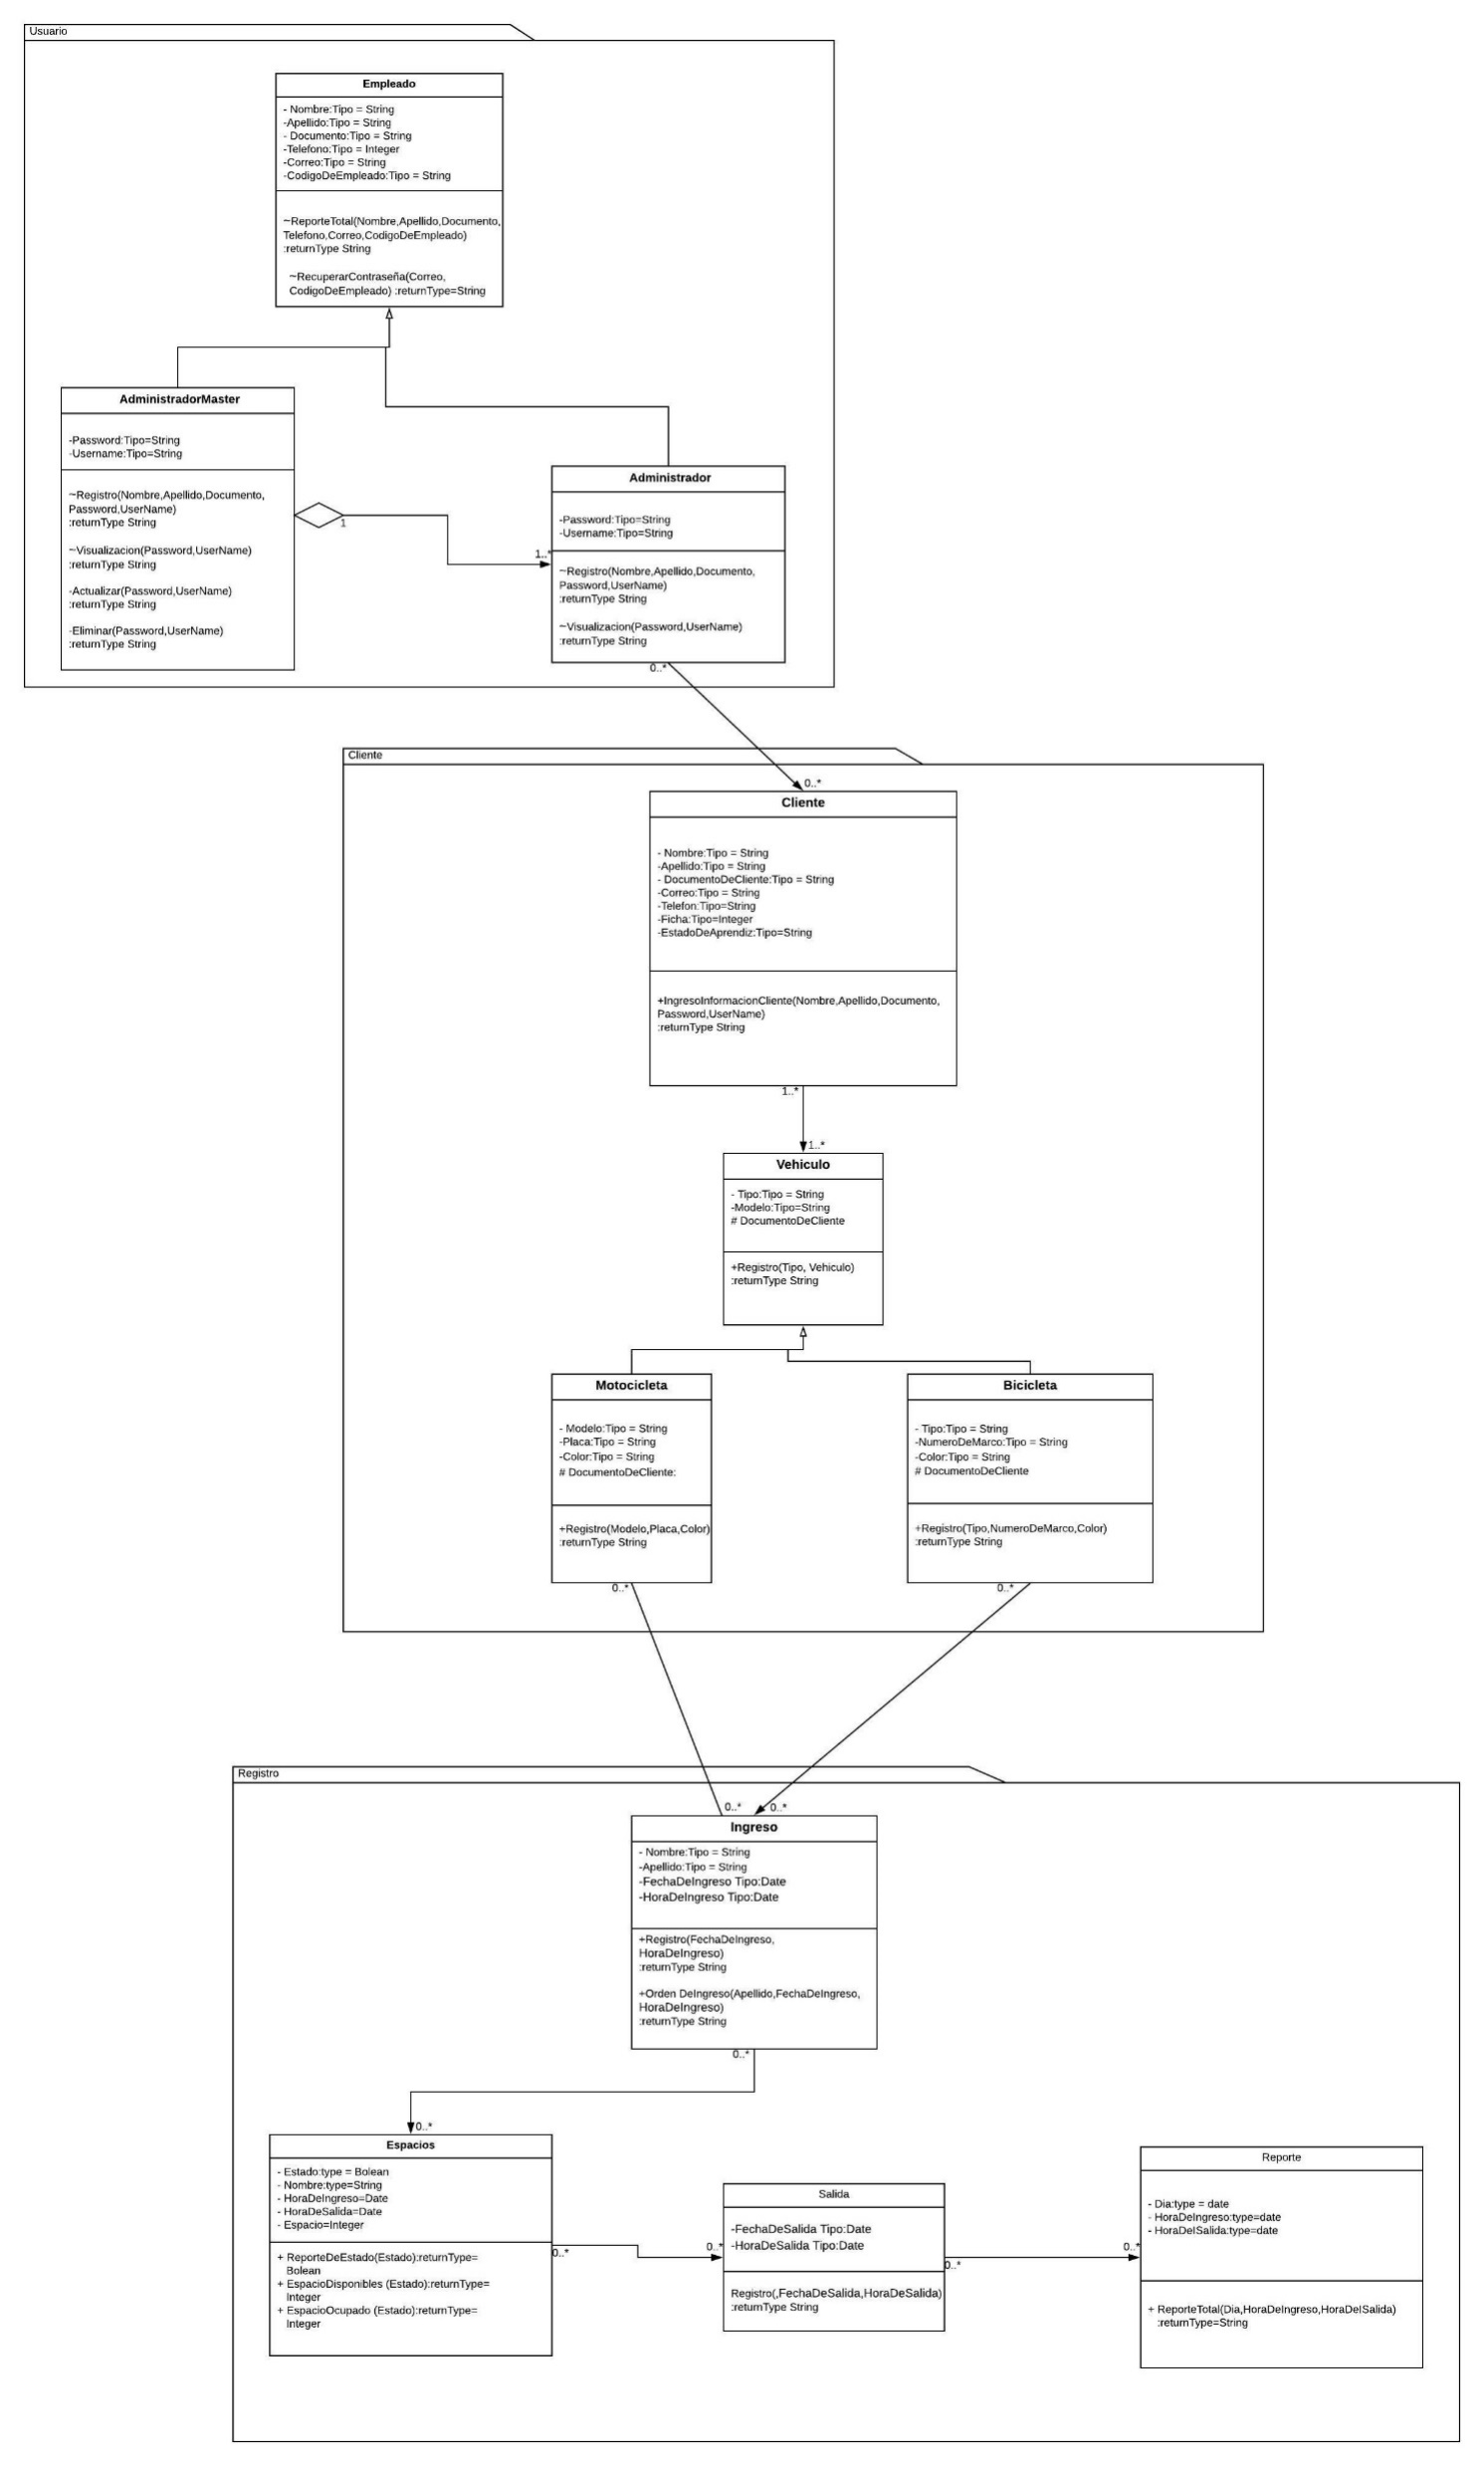 Usuario
Empleado
- Nombre:Tipo = String
-Apellido:Tipo = String
- Documento:Tipo = String
-Telefono:Tipo = Integer
-Correo:Tipo = String
-CodigoDeEmpleado:Tipo = String
~ReporteTotal(Nombre,Apellido,Documento,
Telefono,Correo,CodigoDeEmpleado)
:returnType String
~RecuperarContraseña(Correo,
CodigoDeEmpleado) :returnType=String
AdministradorMaster
-Password:Tipo=String
-Username:Tipo=String
~Registro(Nombre,Apellido,Documento,
Password,UserName)
:returnType String
~Visualizacion(Password,UserName)
:returnType String
-Actualizar(Password,UserName)
:returnType String
-Eliminar(Password,UserName)
:returnType String
1
1..*
Administrador
-Password:Tipo=String
-Username:Tipo=String
~Registro(Nombre,Apellido,Documento,
Password,UserName)
:returnType String
~Visualizacion(Password,UserName)
:returnType String
0..*
Cliente
0..*
Cliente
- Nombre:Tipo = String
-Apellido:Tipo = String
- DocumentoDeCliente:Tipo = String
-Correo:Tipo = String
-Telefon:Tipo=String
-Ficha:Tipo=Integer
-EstadoDeAprendiz:Tipo=String
+IngresoInformacionCliente(Nombre,Apellido,Documento,
Password,UserName)
:returnType String
1..*
1..*
Vehiculo
- Tipo:Tipo = String
-Modelo:Tipo=String
# DocumentoDeCliente
+Registro(Tipo, Vehiculo)
:returnType String
Motocicleta
- Modelo:Tipo = String
-Placa:Tipo = String
-Color:Tipo = String
# DocumentoDeCliente:
+Registro(Modelo,Placa,Color)
:returnType String
0..*
Bicicleta
- Tipo:Tipo = String
-NumeroDeMarco:Tipo = String
-Color:Tipo = String
# DocumentoDeCliente
+Registro(Tipo,NumeroDeMarco,Color)
:returnType String
0..*
Registro
0..*
0..*
Ingreso
- Nombre:Tipo = String
-Apellido:Tipo = String
-FechaDeIngreso Tipo:Date
-HoraDeIngreso Tipo:Date
+Registro(FechaDeIngreso,
HoraDeIngreso)
:returnType String
+Orden DeIngreso(Apellido,FechaDeIngreso,
HoraDeIngreso)
:returnType String
0..*
0..*
Espacios
- Estado:type = Bolean
- Nombre:type=String
- HoraDeIngreso=Date
- HoraDeSalida=Date
- Espacio=Integer
+ ReporteDeEstado(Estado):returnType=
Bolean
+ EspacioDisponibles (Estado):returnType=
Integer
+ EspacioOcupado (Estado):returnType=
Integer
0..*
0..*
Salida
-FechaDeSalida Tipo:Date
-HoraDeSalida Tipo:Date
Registro(,FechaDeSalida,HoraDeSalida)
:returnType String
0..*
0..*
Reporte
- Dia:type = date
- HoraDeIngreso:type=date
- HoraDelSalida:type=date
+ ReporteTotal(Dia,HoraDeIngreso,HoraDelSalida)
:returnType=String